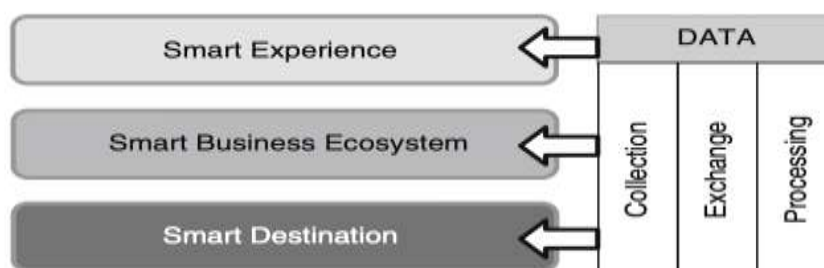 Smart Experience
DATA
Smart Business Ecosystem
Smart Destination
Collection
Exchange
Processing